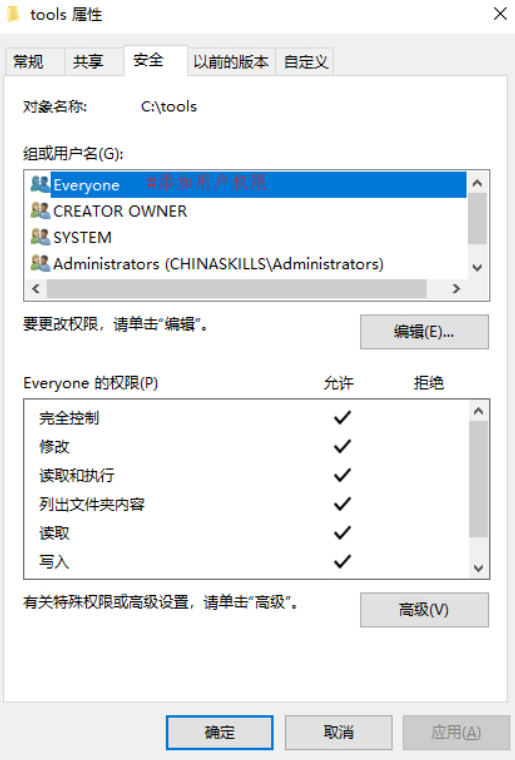 tools 属性
常规 共享 安全 以前的版本 自定义
对象名称: C:\tools
组或用户名(G):
Everyone #添加用户权限
CREATOR OWNER
SYSTEM
Administrators (CHINASKILLS\Administrators)
要更改权限，请单击"编辑"。
编辑(E)...
Everyone 的权限(P) 允许 拒绝
完全控制
修改
读取和执行
列出文件夹内容
读取
写入
有关特殊权限或高级设置，请单击"高级"。
高级(V)
确定 取消 应用(A)